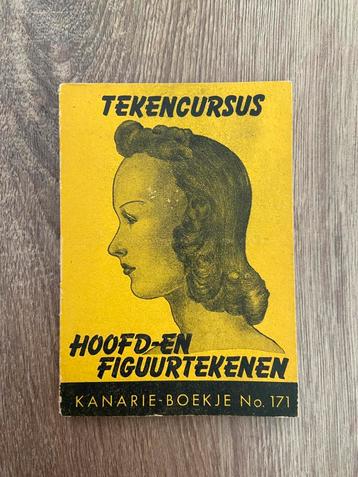 TEKENCURSUS
HOOFD-EN
FIGUURTEKENEN
KANARIE-BOEKJE No. 171